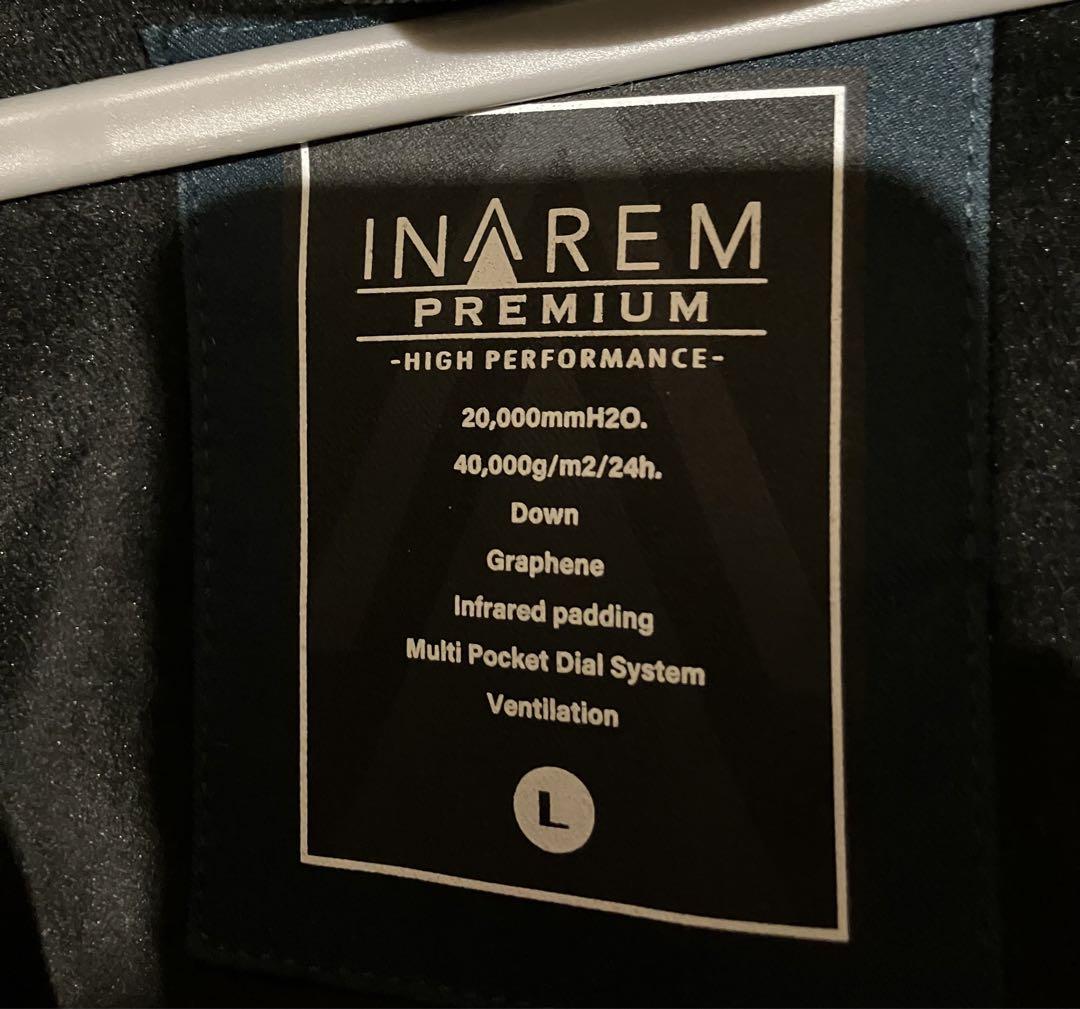 INAREM
PREMIUM
-HIGH PERFORMANCE-
20,000mmH2O.
40,000g/m2/24h.
Down
Graphene
Infrared padding
Multi Pocket Dial System
Ventilation
L